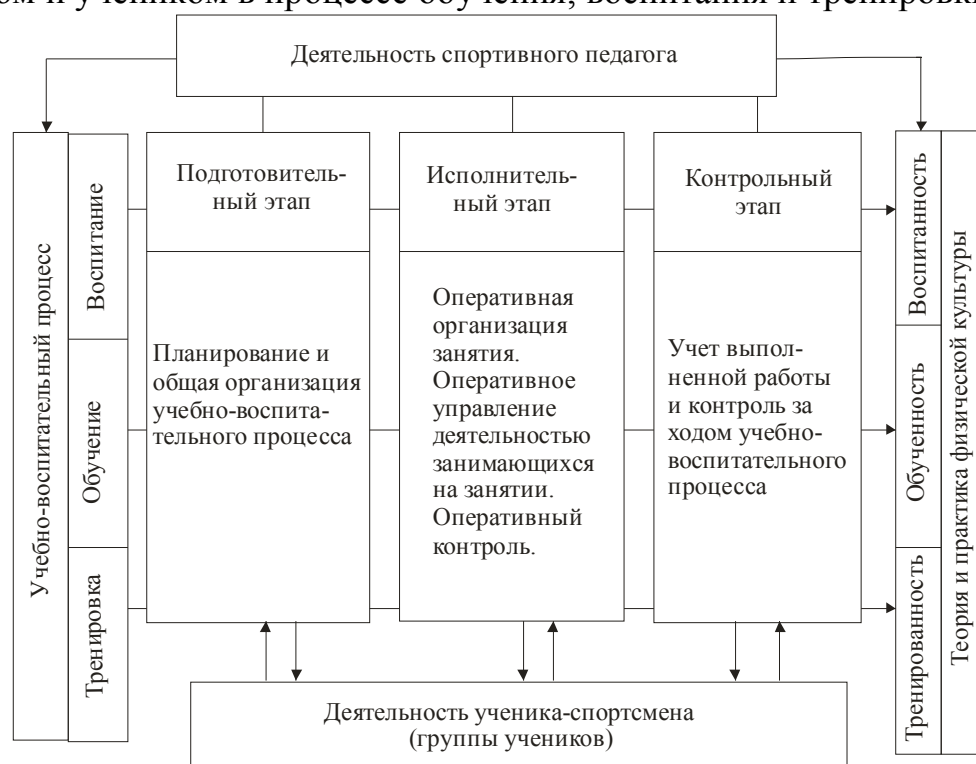 м и учеником в процессе обучения, воспитания и тренировк
Деятельность спортивного педагога
Учебно-воспитательный процесс
Воспитание
Обучение
Тренировка
Подготовитель-
ный этап
Планирование и
общая организация
учебно-воспита-
тельного процесса
Исполнитель-
ный этап
Оперативная
организация
занятия.
Оперативное
управление
деятельностью
занимающихся
на занятии.
Оперативный
контроль.
Контрольный
этап
Учет выпол-
ненной работы
и контроль за
ходом учебно-
воспитательного
процесса
Воспитанность
Обученность
Тренированность
Теория и практика физической культуры
Деятельность ученика-спортсмена
(группы учеников)